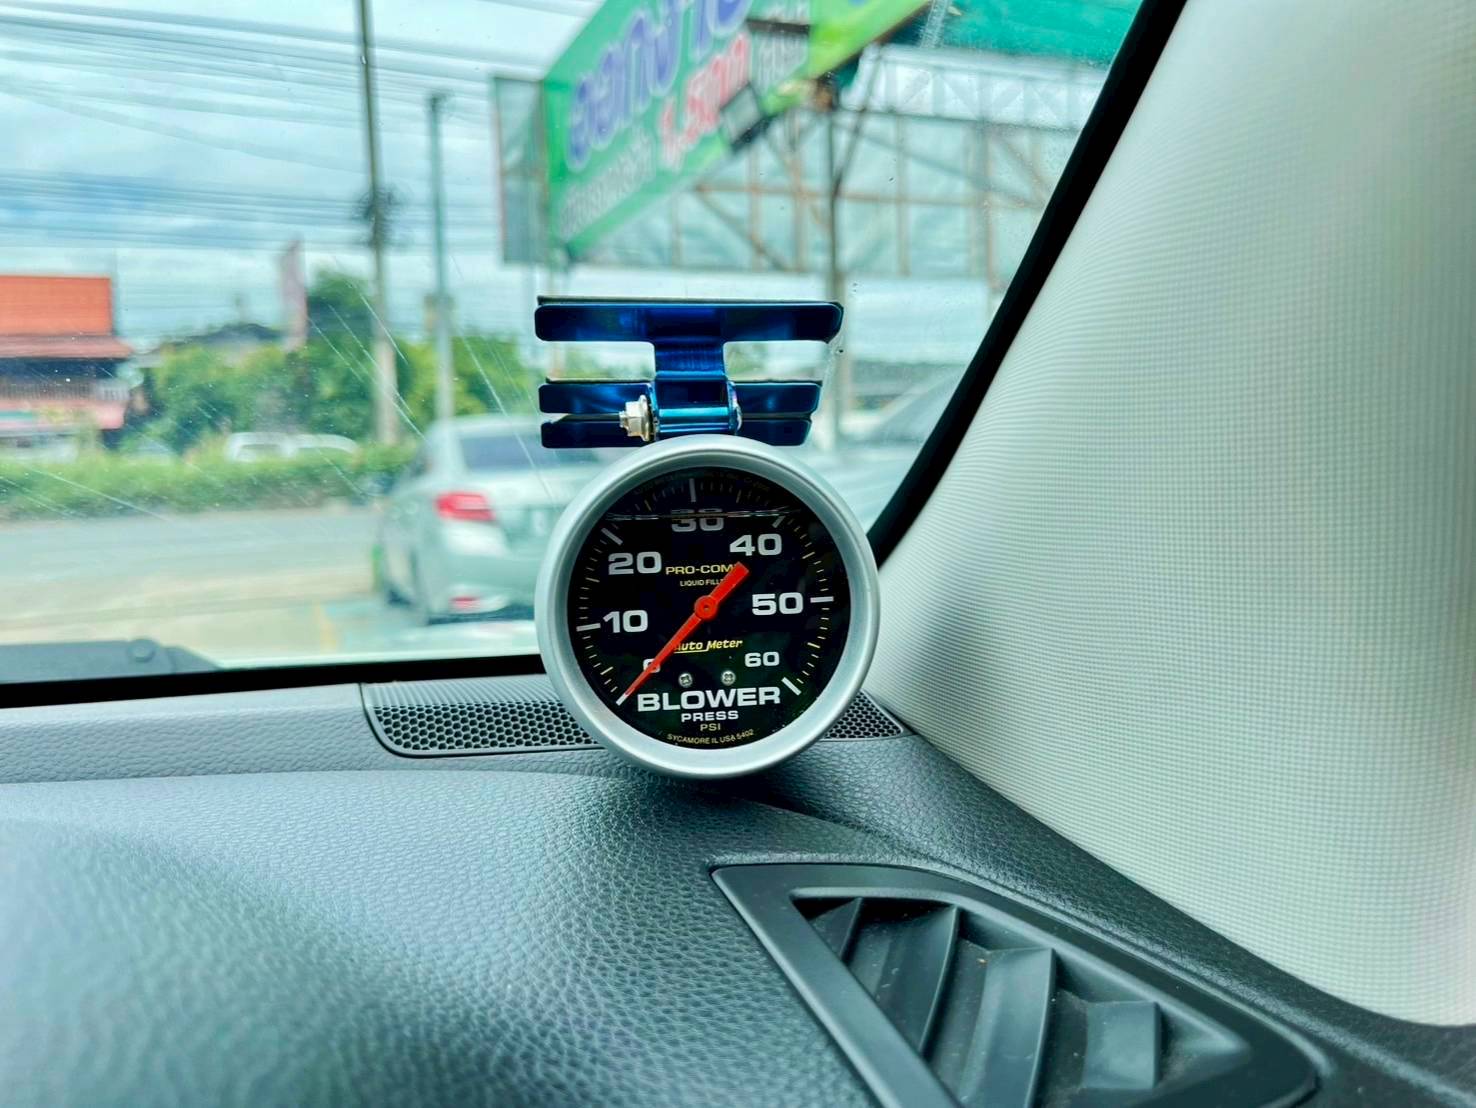 30
20
40
PRO-COMP
LIQUID FILLED
10
50
Auto Meter
0
60
BLOWER
PRESS
PSI
SYCAMORE IL USA 5402